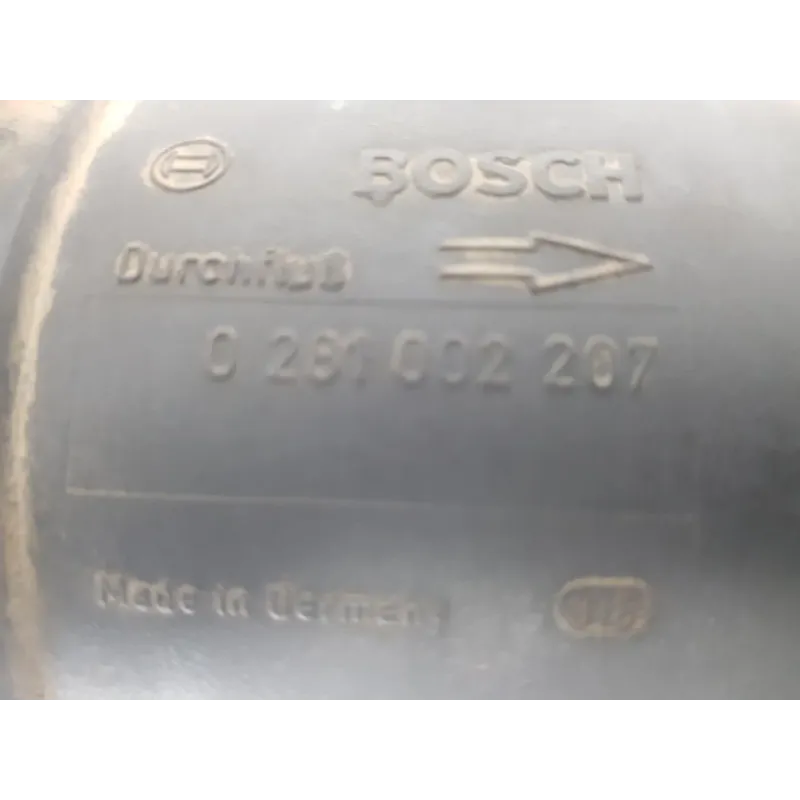 BOSCH
Durchfluß
0 281 002 207
Made in Germany